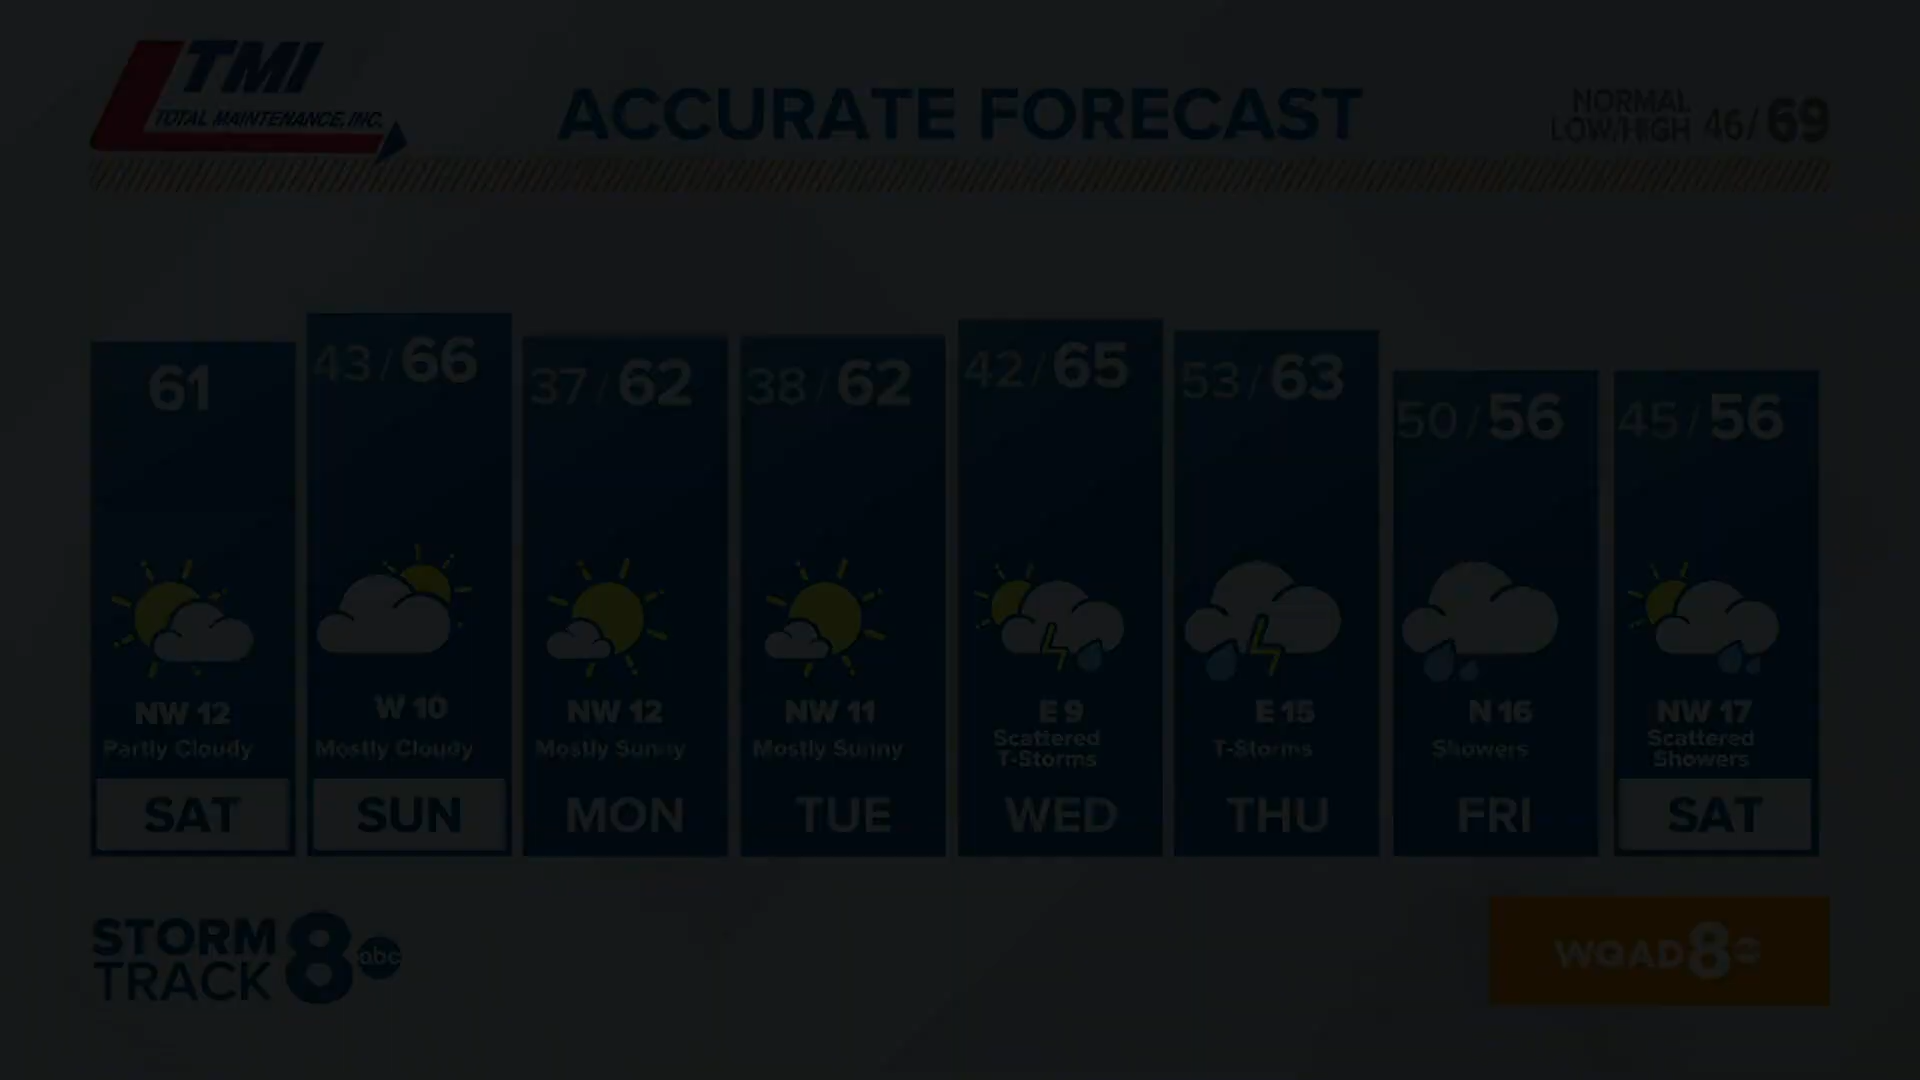 TMI
TOTAL MAINTENANCE, INC.
ACCURATE FORECAST
NORMAL
LOW/HIGH 46/69
61
NW 12
Partly Cloudy
SAT
43/66
W 10
Mostly Cloudy
SUN
37/62
NW 12
Mostly Sunny
MON
38/62
NW 11
Mostly Sunny
TUE
42/65
E 9
Scattered
T-Storms
WED
53/63
E 15
T-Storms
THU
50/56
N 16
Showers
FRI
45/56
NW 17
Scattered
Showers
SAT
STORM
TRACK 8 abc
WQAD 8